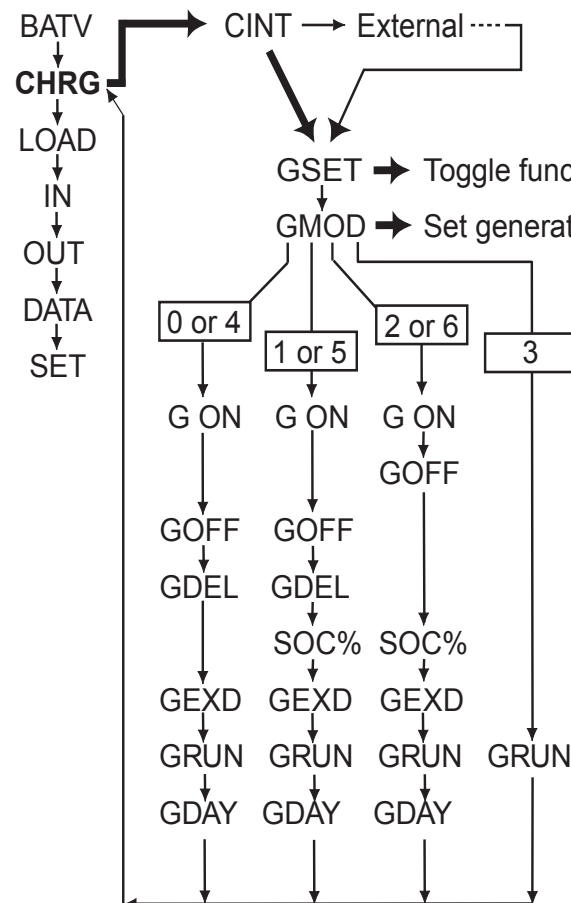 BATV CINT External
CHRG
LOAD
IN GSET Toggle func
OUT GMOD Set generat
DATA 0 or 4 1 or 5 2 or 6 3
SET
G ON G ON G ON
GOFF
GOFF GOFF
GDEL GDEL
SOC% SOC%
GEXD GEXD GEXD
GRUN GRUN GRUN GRUN
GDAY GDAY GDAY